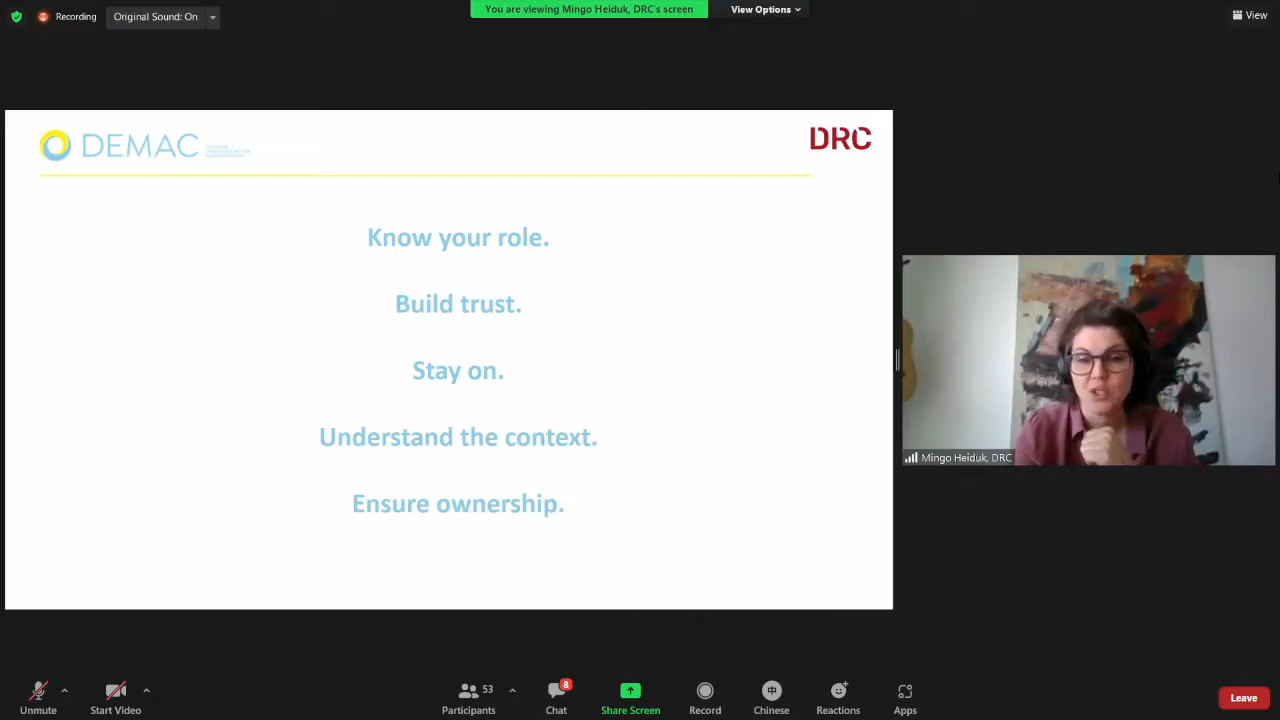 You are viewing Mingo Heiduk, DRC's screen
View Options
Recording
Original Sound: On
View
DEMAC
DRC
Know your role.
Build trust.
Stay on.
Understand the context.
Ensure ownership.
Mingo Heiduk, DRC
Unmute
Start Video
53
Participants
8
Chat
Share Screen
Record
中
Chinese
Reactions
Apps
Leave